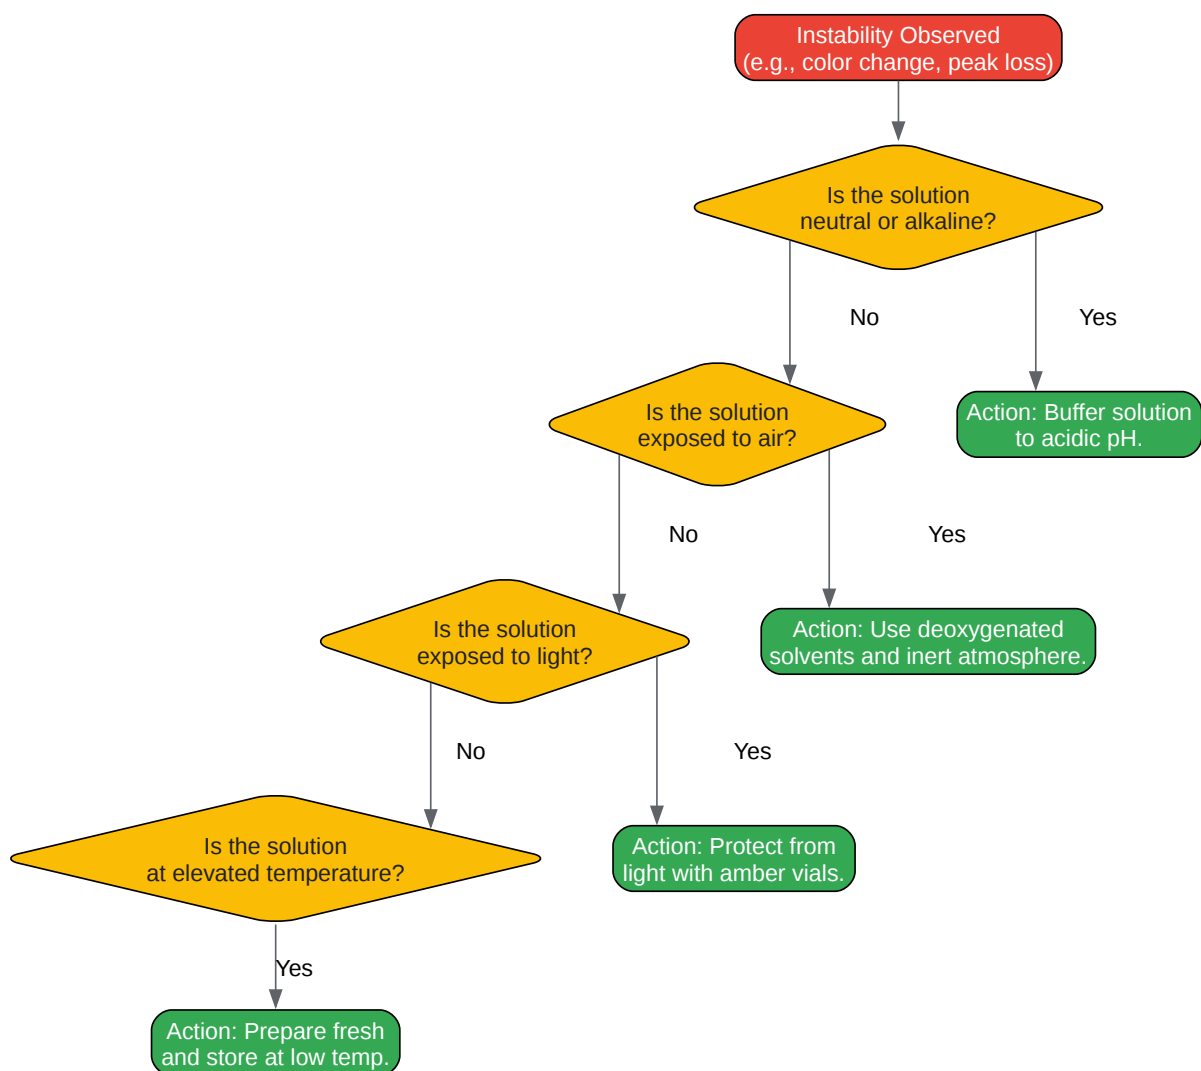 Instability Observed
(e.g., color change, peak loss)
Is the solution
neutral or alkaline?
No
Yes
Is the solution
exposed to air?
Action: Buffer solution
to acidic pH.
No
Yes
Is the solution
exposed to light?
Action: Use deoxygenated
solvents and inert atmosphere.
No
Yes
Is the solution
at elevated temperature?
Action: Protect from
light with amber vials.
Yes
Action: Prepare fresh
and store at low temp.